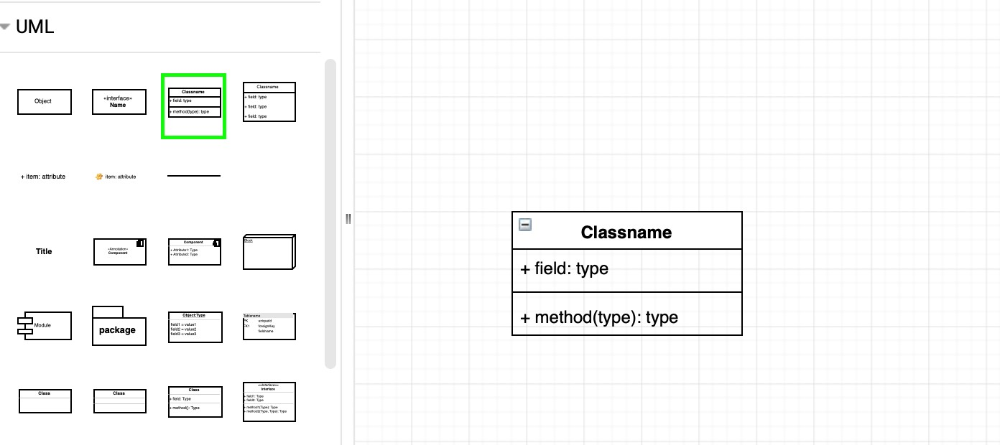 UML
Object
«interface»
Name
Classname
+ field: type
+ method(type): type
Classname
+ field: type
+ field: type
+ field: type
+ item: attribute
item: attribute
Title
«Annotation»
Component
Component
+ Attribute1: Type
+ Attribute2: Type
Block
Module
package
Object:Type
field1 = value1
field2 = value2
field3 = value3
Tablename
PK uniqueId
FK1 foreignKey
fieldname
Class
Class
Class
+ field: Type
+ method(): Type
<<Interface>>
Interface
+ field1: Type
+ field2: Type
+ method1(Type): Type
+ method2(Type, Type): Type
Classname
+ field: type
+ method(type): type